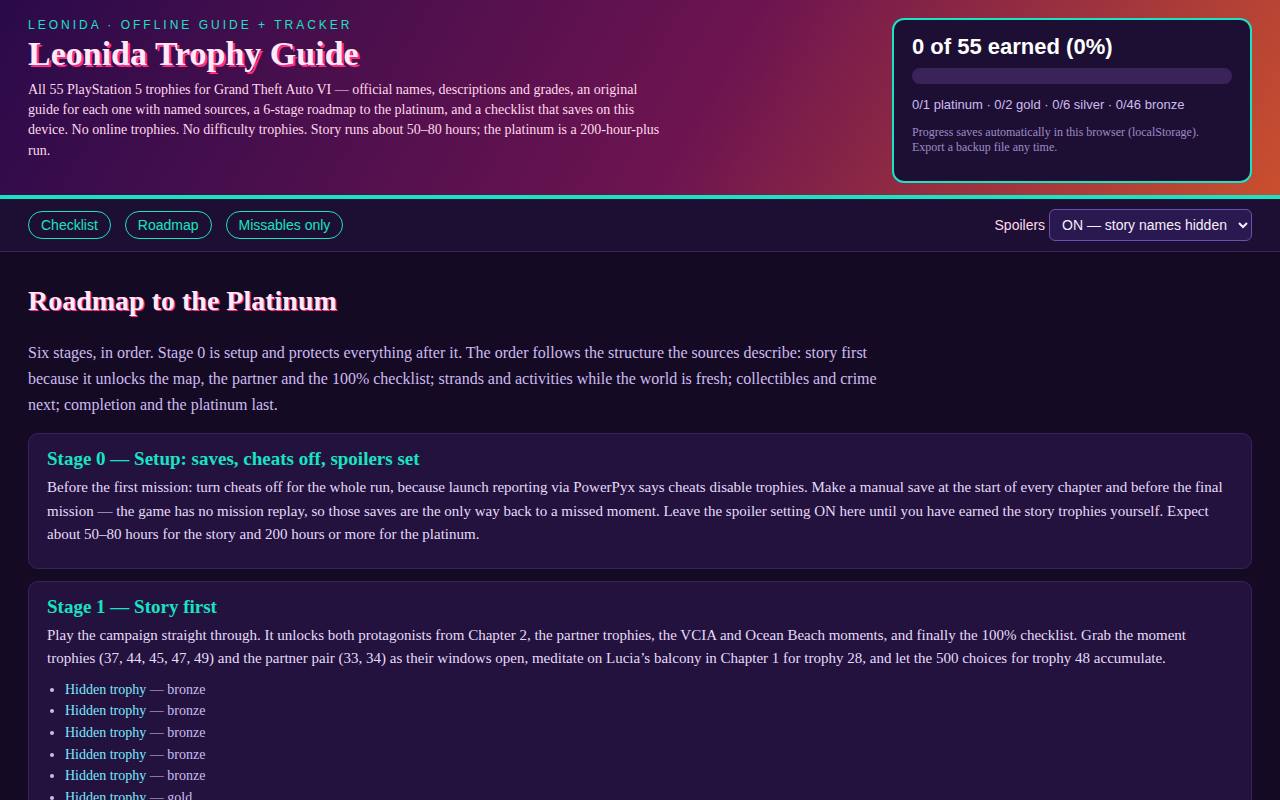 LEONIDA · OFFLINE GUIDE + TRACKER
Leonida Trophy Guide
All 55 PlayStation 5 trophies for Grand Theft Auto VI — official names, descriptions and grades, an original
guide for each one with named sources, a 6-stage roadmap to the platinum, and a checklist that saves on this
device. No online trophies. No difficulty trophies. Story runs about 50–80 hours; the platinum is a 200-hour-plus
run.
0 of 55 earned (0%)
0/1 platinum · 0/2 gold · 0/6 silver · 0/46 bronze
Progress saves automatically in this browser (localStorage).
Export a backup file any time.
Checklist
Roadmap
Missables only
Spoilers ON — story names hidden
Roadmap to the Platinum
Six stages, in order. Stage 0 is setup and protects everything after it. The order follows the structure the sources describe: story first
because it unlocks the map, the partner and the 100% checklist; strands and activities while the world is fresh; collectibles and crime
next; completion and the platinum last.
Stage 0 — Setup: saves, cheats off, spoilers set
Before the first mission: turn cheats off for the whole run, because launch reporting via PowerPyx says cheats disable trophies. Make a manual save at the start of every chapter and before the final
mission — the game has no mission replay, so those saves are the only way back to a missed moment. Leave the spoiler setting ON here until you have earned the story trophies yourself. Expect
about 50–80 hours for the story and 200 hours or more for the platinum.
Stage 1 — Story first
Play the campaign straight through. It unlocks both protagonists from Chapter 2, the partner trophies, the VCIA and Ocean Beach moments, and finally the 100% checklist. Grab the moment
trophies (37, 44, 45, 47, 49) and the partner pair (33, 34) as their windows open, meditate on Lucia’s balcony in Chapter 1 for trophy 28, and let the 500 choices for trophy 48 accumulate.
• Hidden trophy — bronze
• Hidden trophy — bronze
• Hidden trophy — bronze
• Hidden trophy — bronze
• Hidden trophy — bronze
• Hidden trophy — gold